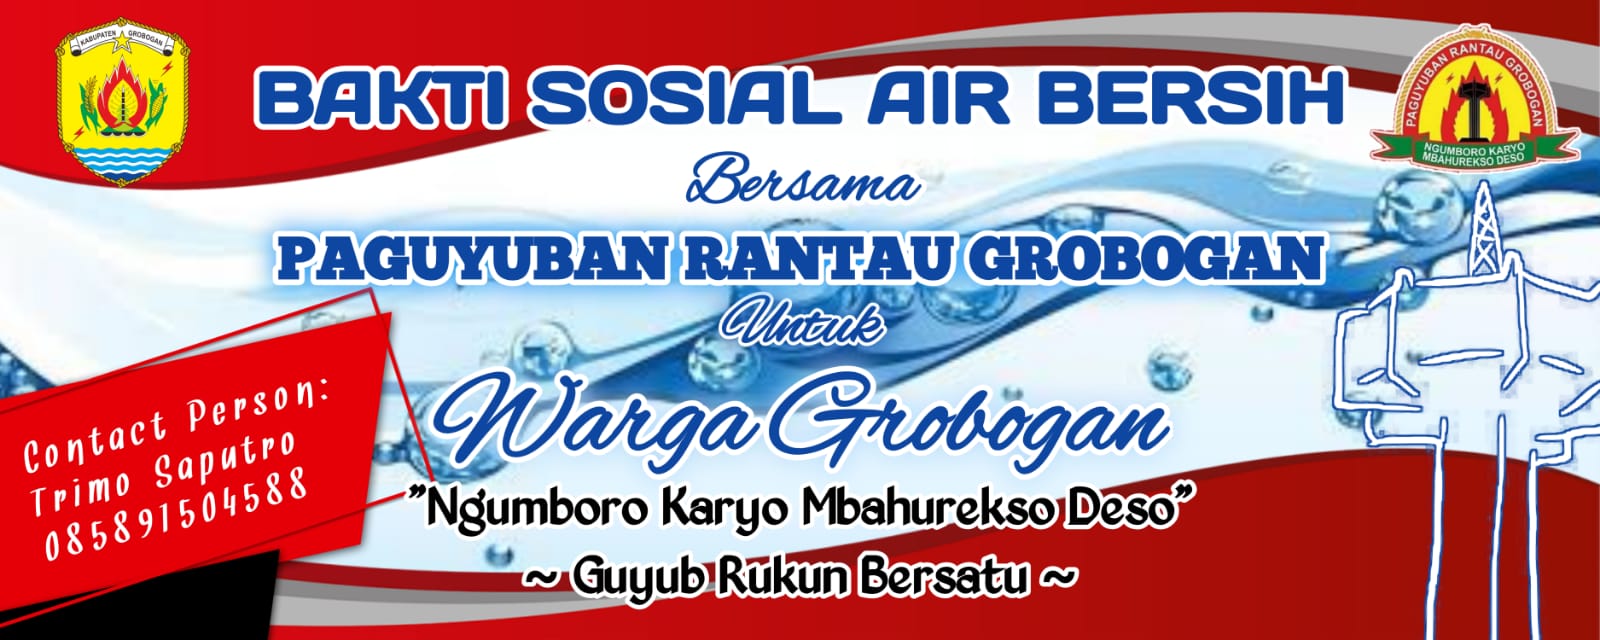 KABUPATEN GROBOGAN
PAGUYUBAN RANTAU GROBOGAN
NGUMBORO KARYO
MBAHUREKSO DESO
BAKTI SOSIAL AIR BERSIH
Bersama
PAGUYUBAN RANTAU GROBOGAN
Untuk
Warga Grobogan
"Ngumboro Karyo Mbahurekso Deso"
~ Guyub Rukun Bersatu ~
Contact Person:
Trimo Saputro
085891504588